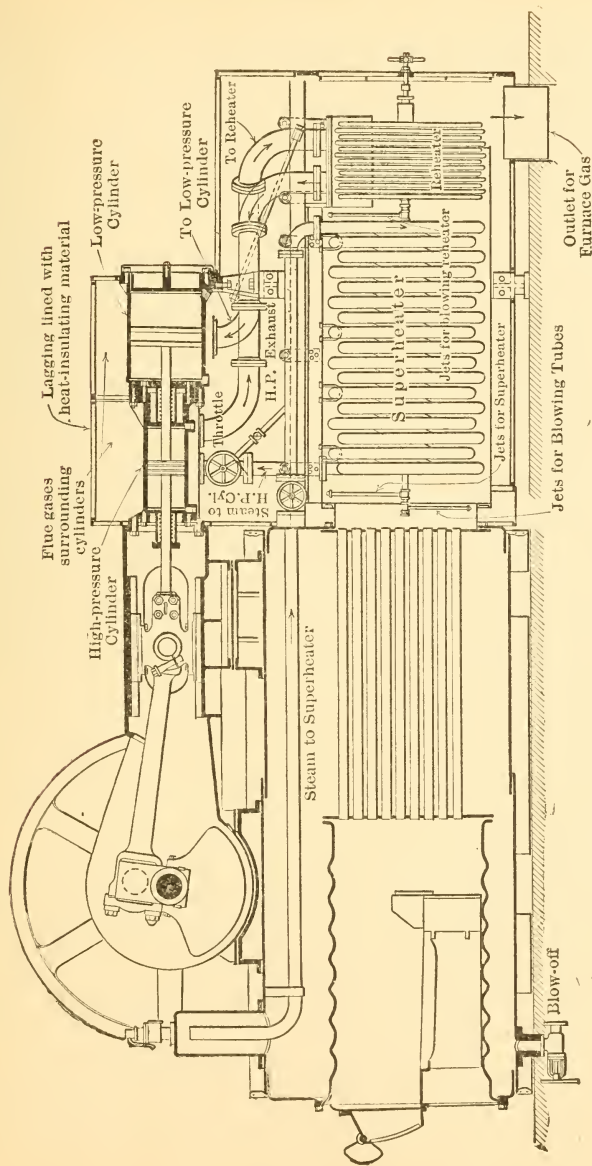 Flue gases
surrounding
cylinders
Lagging lined with
heat-insulating material
High-pressure
Cylinder
Low-pressure
Cylinder
To Low-pressure
Cylinder
To Reheater
Throttle
H.P. Exhaust
Steam to
H.P.Cyl.
Steam to Superheater
Superheater
Jets for blowing reheater
Reheater
Jets for Superheater
Jets for Blowing Tubes
Outlet for
Furnace Gas
Blow-off